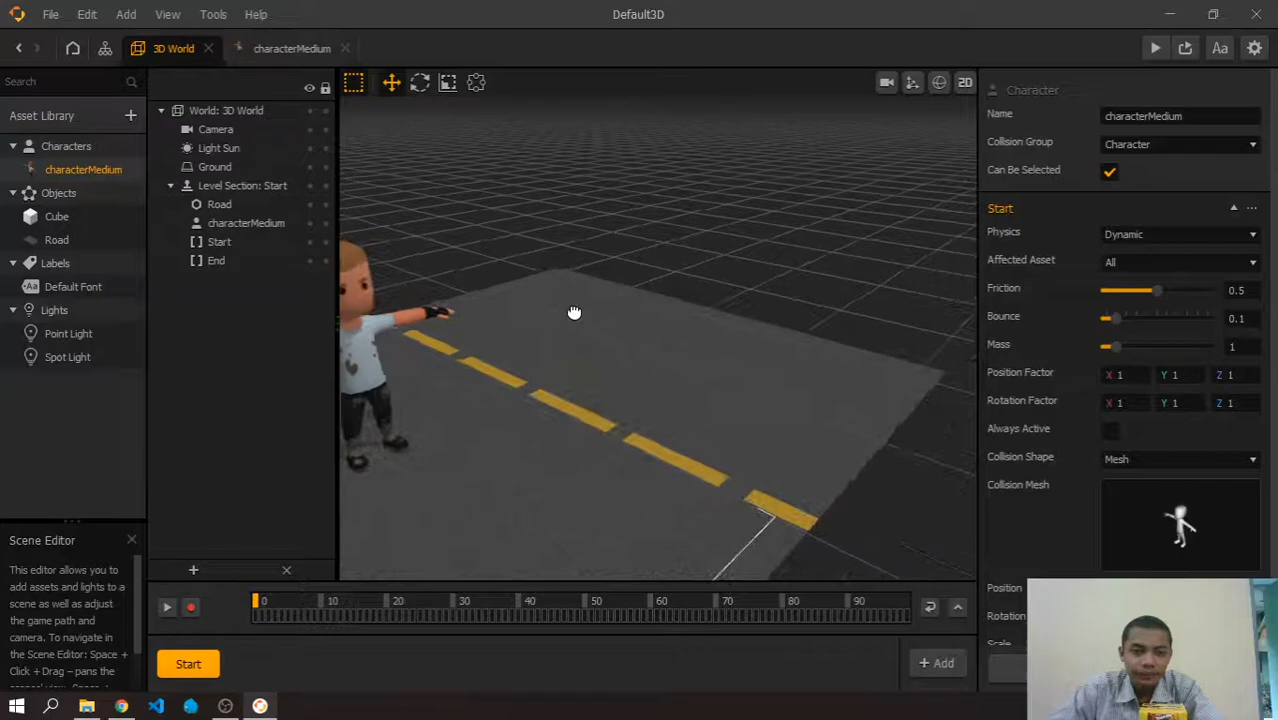 File Edit Add View Tools Help
Default3D
3D World
characterMedium
Aa
Search
Asset Library
Characters
characterMedium
Objects
Cube
Road
Labels
Aa Default Font
Lights
Point Light
Spot Light
Scene Editor
This editor allows you to
add assets and lights to a
scene as well as adjust
the game path and
camera. To navigate in
the Scene Editor: Space +
Click + Drag – pans the
World: 3D World
Camera
Light Sun
Ground
Level Section: Start
Road
characterMedium
Start
End
2D
0 10 20 30 40 50 60 70 80 90
Start
+ Add
Character
Name characterMedium
Collision Group Character
Can Be Selected
Start
Physics Dynamic
Affected Asset All
Friction 0.5
Bounce 0.1
Mass 1
Position Factor X 1 Y 1 Z 1
Rotation Factor X 1 Y 1 Z 1
Always Active
Collision Shape Mesh
Collision Mesh
Position
Rotation
Scale